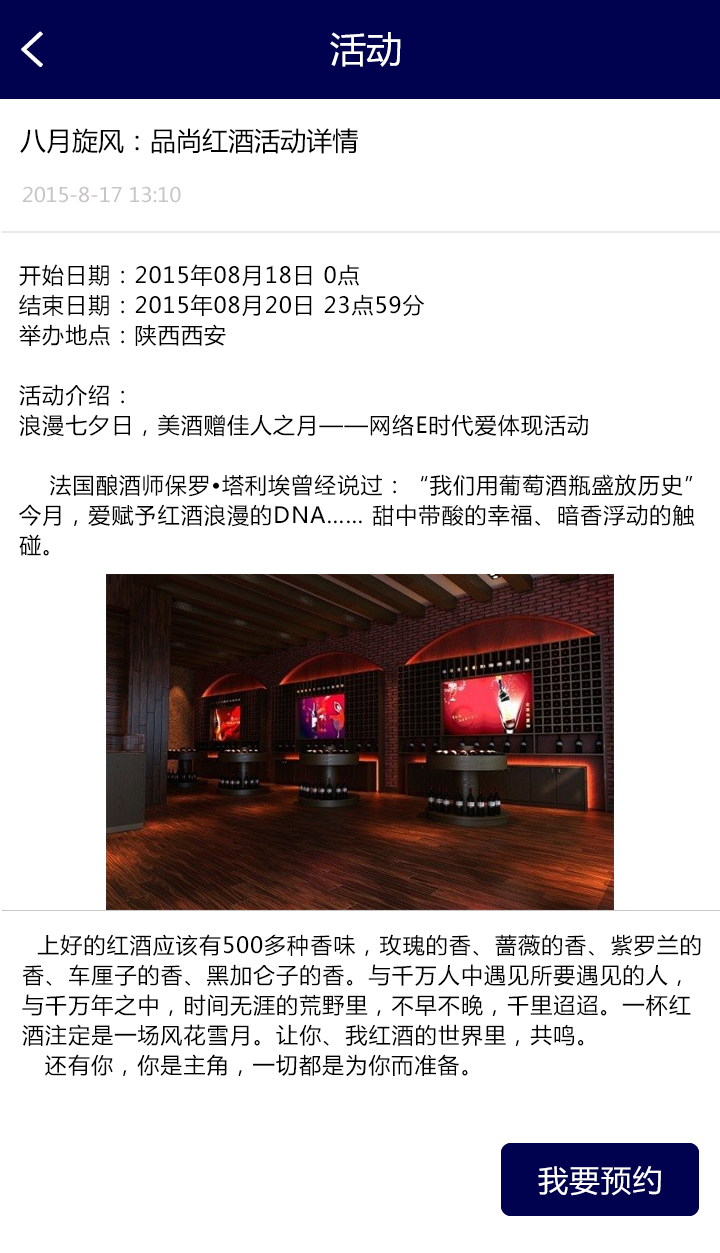 活动
八月旋风：品尚红酒活动详情
2015-8-17 13:10
开始日期：2015年08月18日 0点
结束日期：2015年08月20日 23点59分
举办地点：陕西西安
活动介绍：
浪漫七夕日，美酒赠佳人之月——网络E时代爱体现活动
法国酿酒师保罗•塔利埃曾经说过：“我们用葡萄酒瓶盛放历史”
今月，爱赋予红酒浪漫的DNA…… 甜中带酸的幸福、暗香浮动的触
碰。
上好的红酒应该有500多种香味，玫瑰的香、蔷薇的香、紫罗兰的
香、车厘子的香、黑加仑子的香。与千万人中遇见所要遇见的人，
与千万年之中，时间无涯的荒野里，不早不晚，千里迢迢。一杯红
酒注定是一场风花雪月。让你、我红酒的世界里，共鸣。
还有你，你是主角，一切都是为你而准备。
我要预约